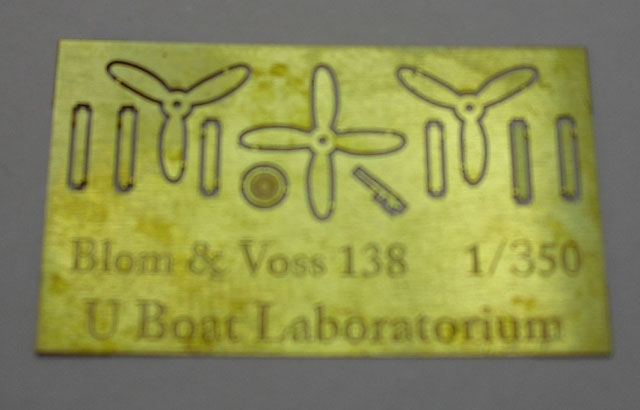 Blom & Voss 138 1/350
U Boat Laboratorium